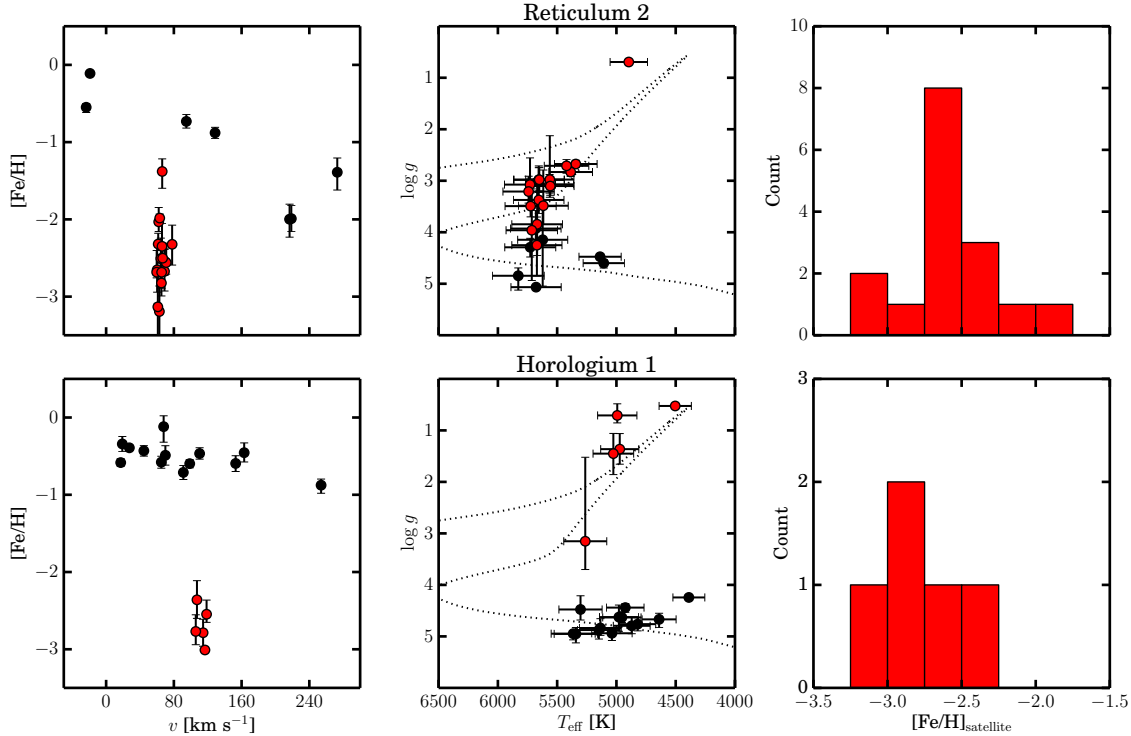 Reticulum 2
[Fe/H]
0
−1
−2
−3
log g
1
2
3
4
5
Count
10
8
6
4
2
0
Horologium 1
[Fe/H]
0
−1
−2
−3
0 80 160 240
v [km s⁻¹]
log g
1
2
3
4
5
6500 6000 5500 5000 4500 4000
T_eff [K]
Count
3
2
1
0
−3.5 −3.0 −2.5 −2.0 −1.5
[Fe/H]_satellite